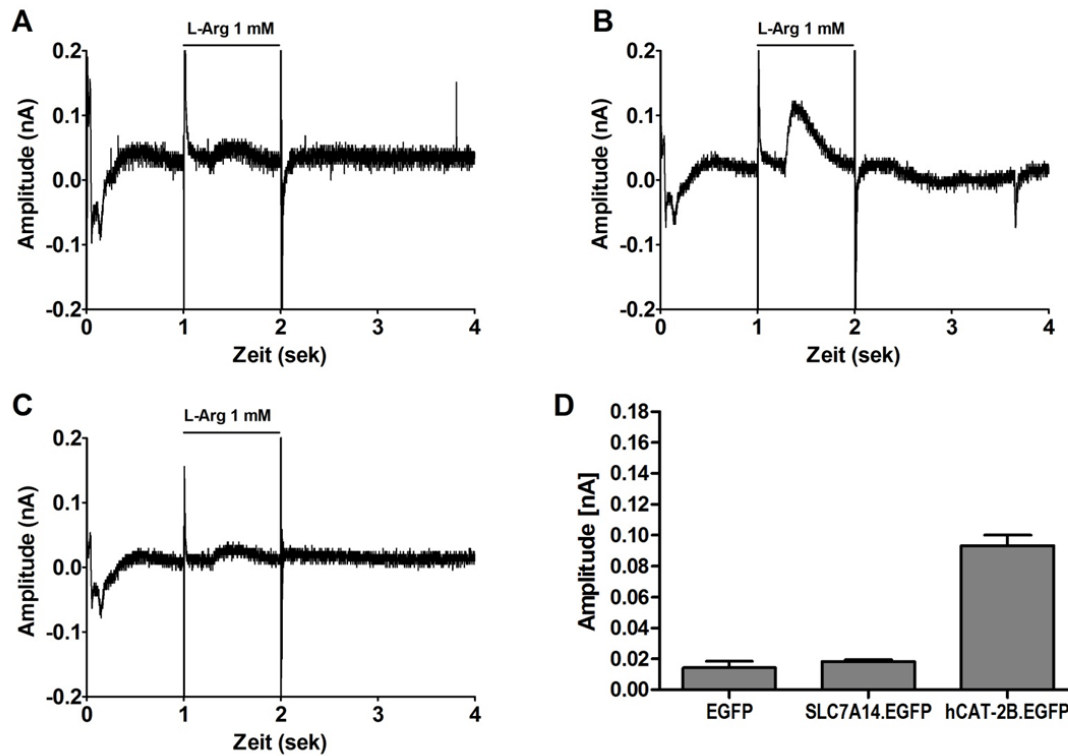 A
L-Arg 1 mM
0.2
0.1
0.0
-0.1
-0.2
Amplitude (nA)
0 1 2 3 4
Zeit (sek)
B
L-Arg 1 mM
0.2
0.1
0.0
-0.1
-0.2
Amplitude (nA)
0 1 2 3 4
Zeit (sek)
C
L-Arg 1 mM
0.2
0.1
0.0
-0.1
-0.2
Amplitude (nA)
0 1 2 3 4
Zeit (sek)
D
0.18
0.16
0.14
0.12
0.10
0.08
0.06
0.04
0.02
0.00
Amplitude [nA]
EGFP SLC7A14.EGFP hCAT-2B.EGFP